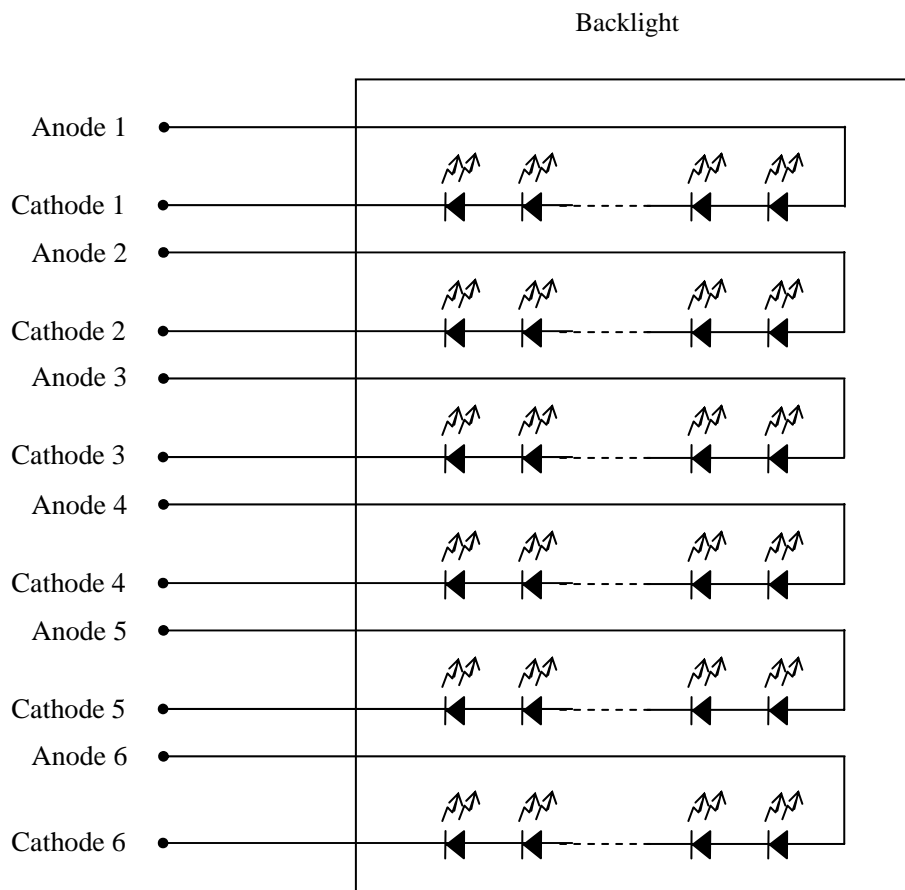 Backlight
Anode 1
Cathode 1
Anode 2
Cathode 2
Anode 3
Cathode 3
Anode 4
Cathode 4
Anode 5
Cathode 5
Anode 6
Cathode 6